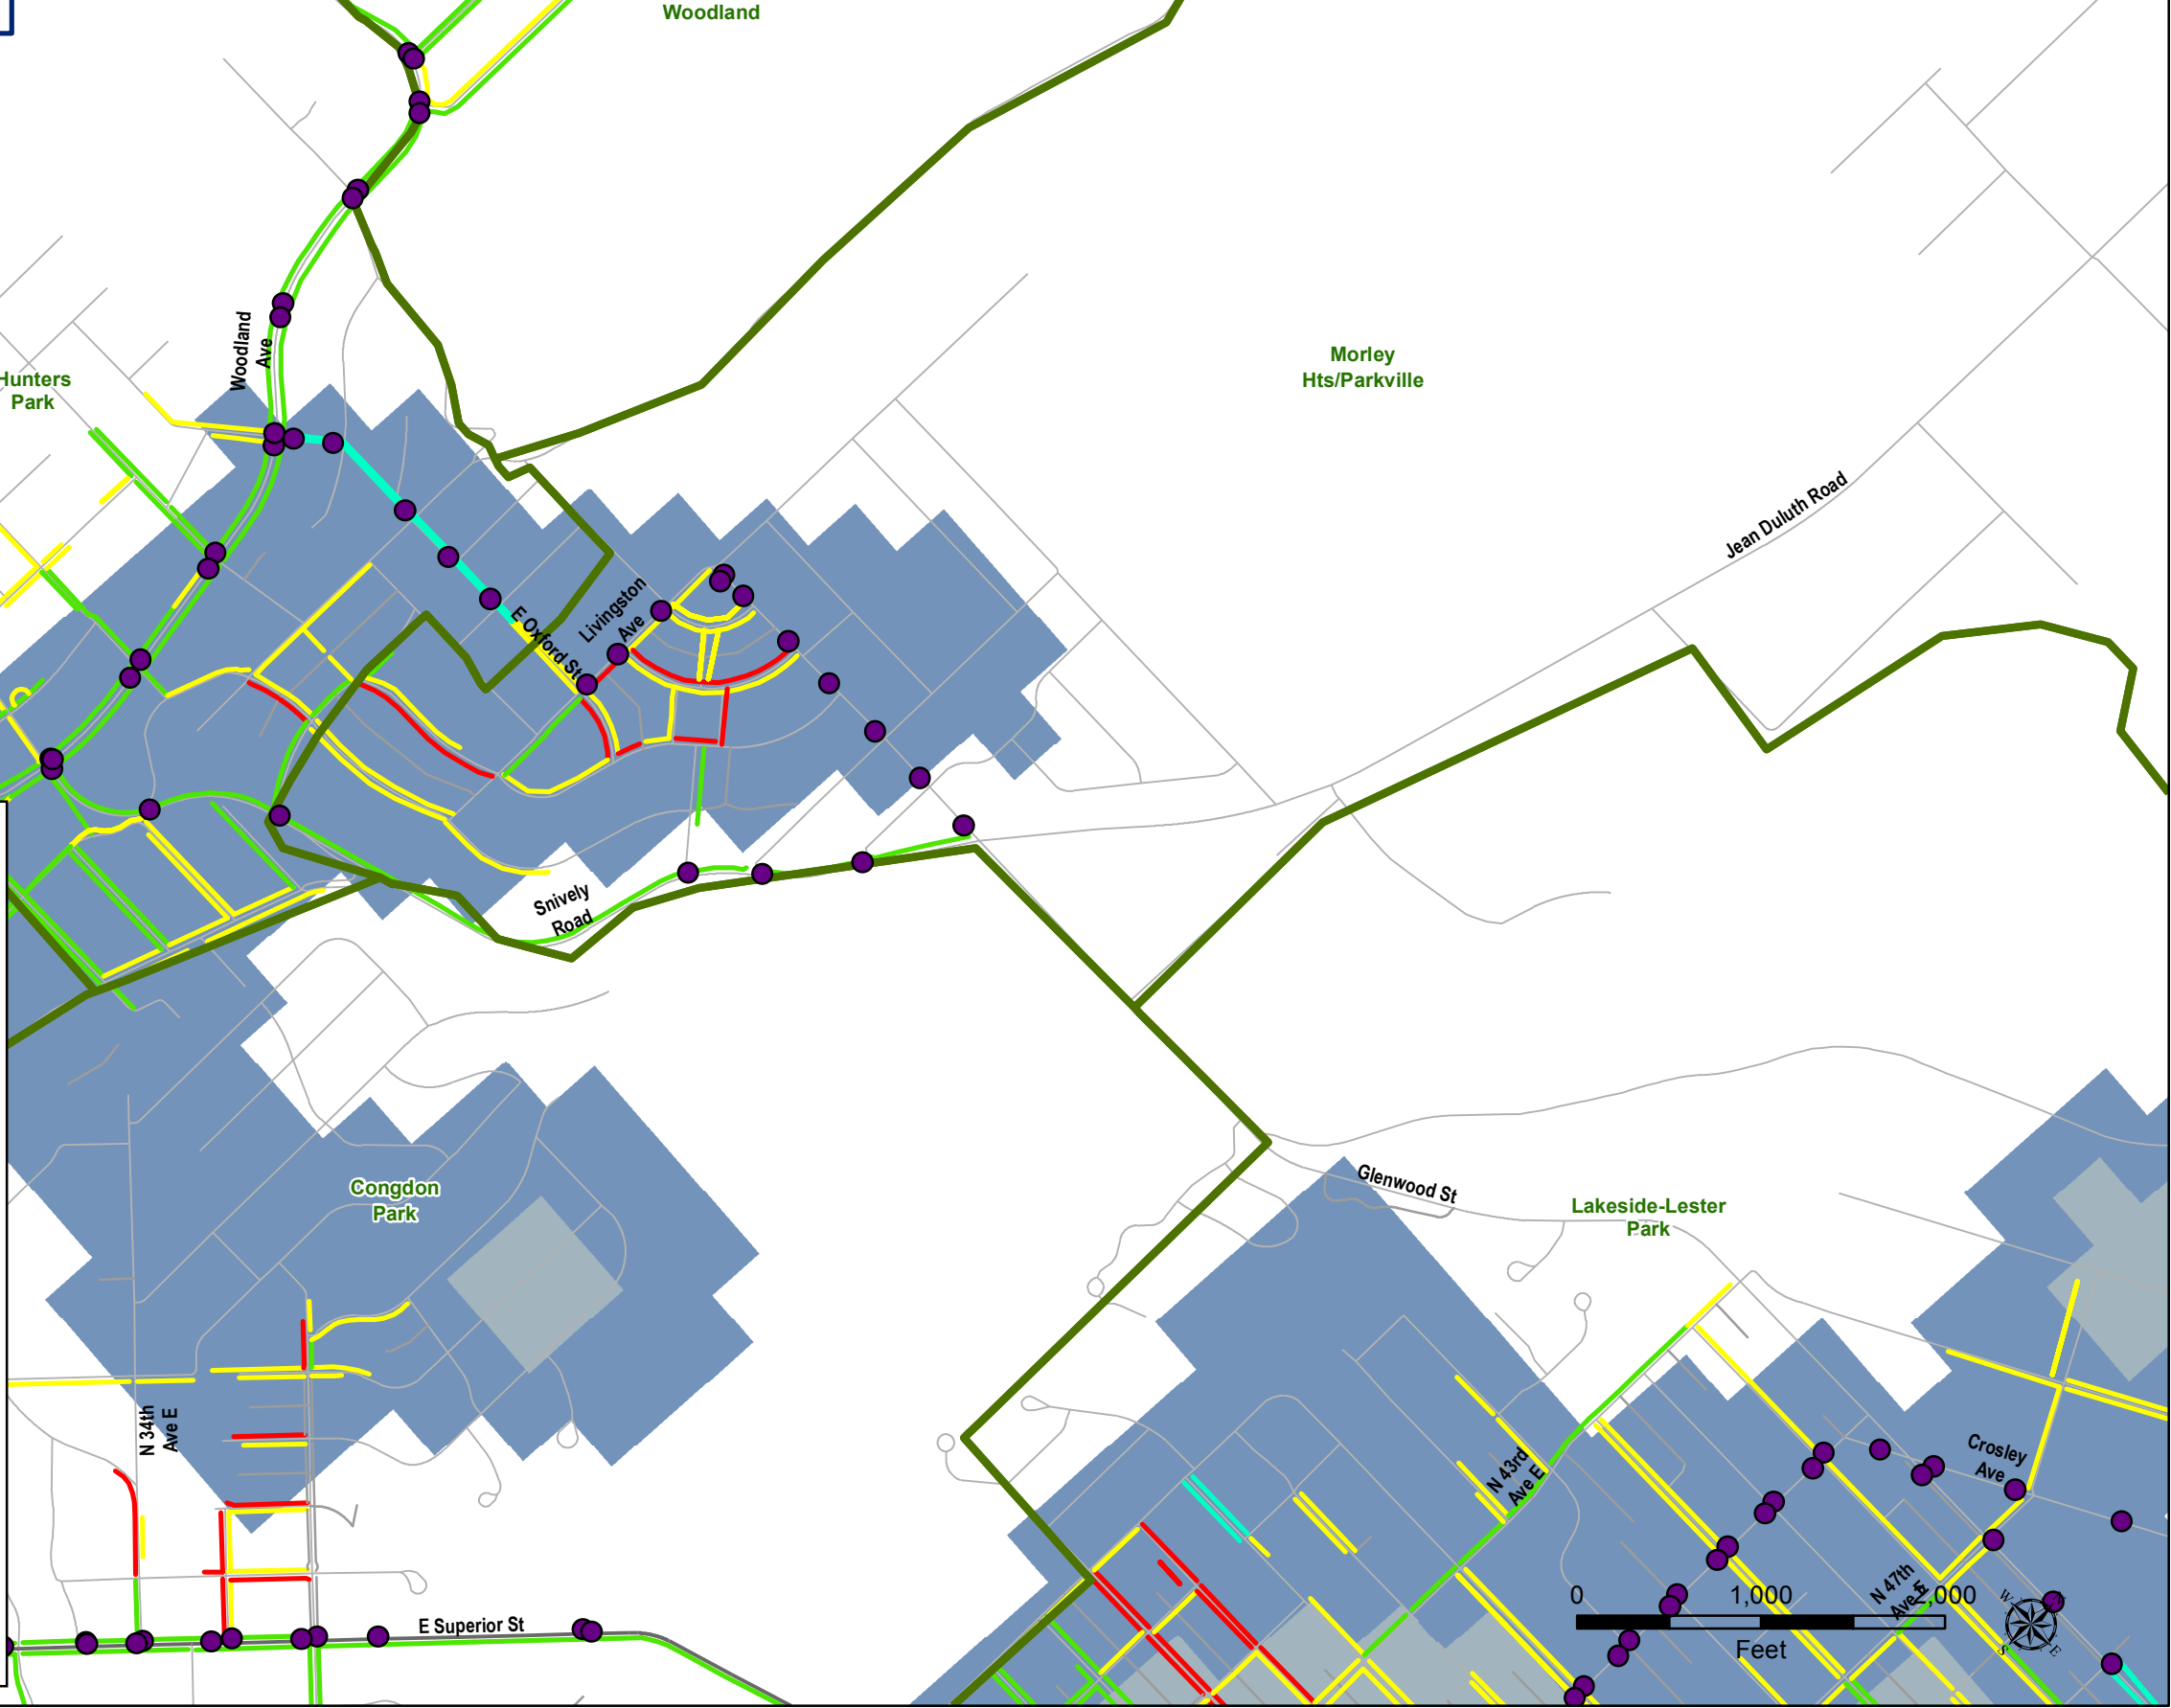 Woodland
Woodland
Ave
Hunters
Park
Morley
Hts/Parkville
Jean Duluth Road
Livingston
Ave
E Oxford St
Snively
Road
Congdon
Park
Glenwood St
Lakeside-Lester
Park
N 34th
Ave E
N 43rd
Ave E
Crosley
Ave
N 47th
Ave E
E Superior St
0 1,000 2,000
Feet
W
S
E